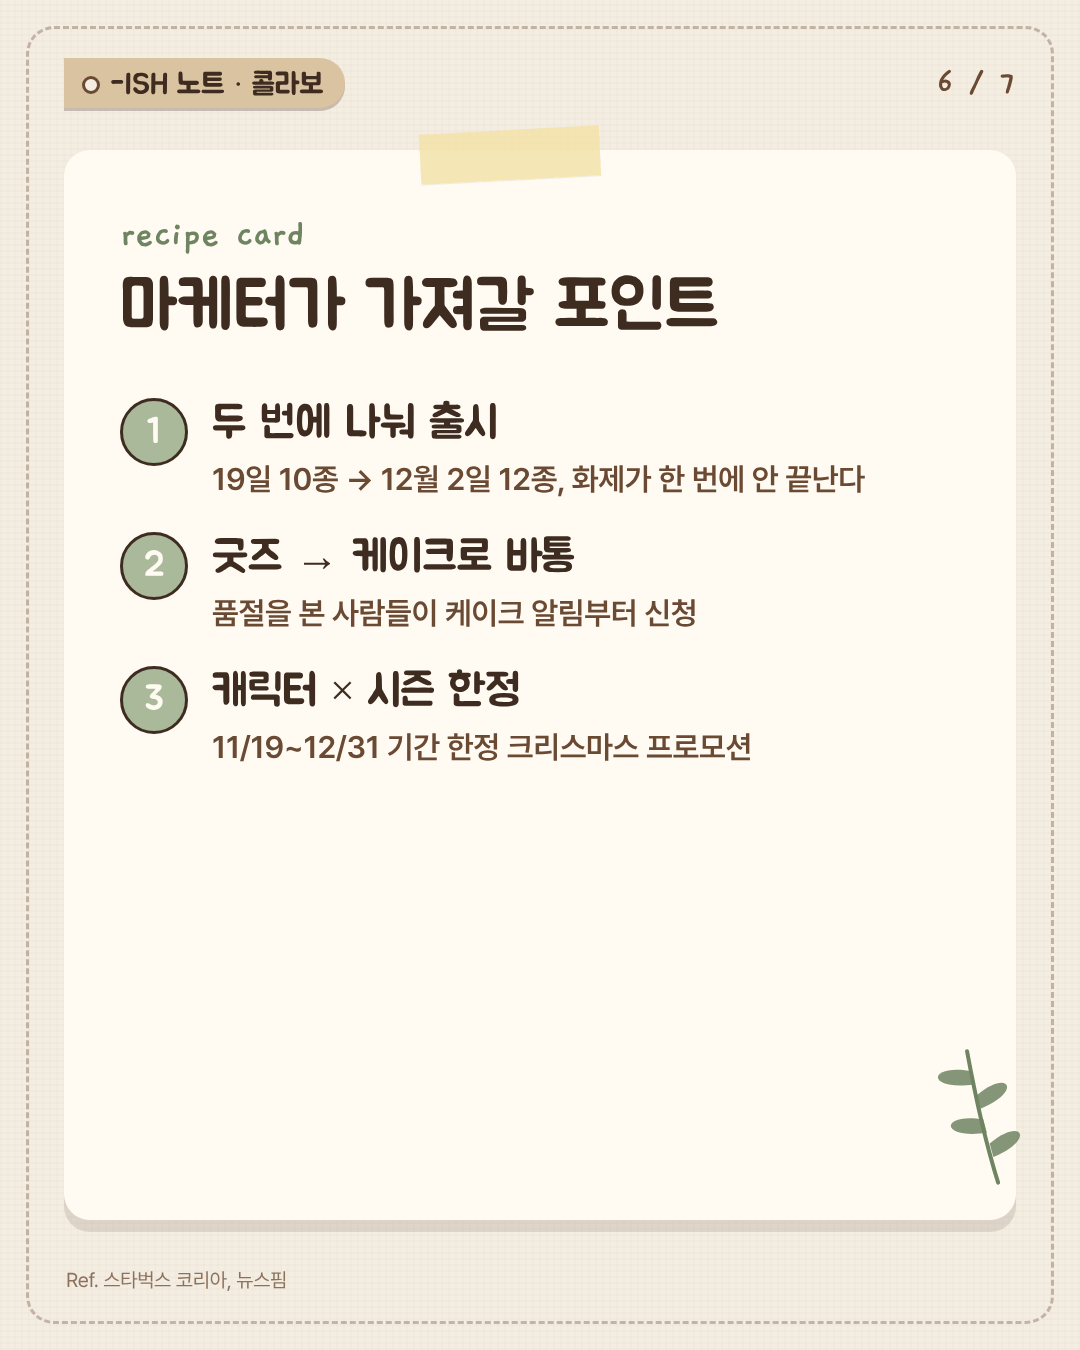 -ISH 노트 · 콜라보
6 / 7
recipe card
마케터가 가져갈 포인트
1 두 번에 나눠 출시
19일 10종 → 12월 2일 12종, 화제가 한 번에 안 끝난다
2 굿즈 → 케이크로 바통
품절을 본 사람들이 케이크 알림부터 신청
3 캐릭터 × 시즌 한정
11/19~12/31 기간 한정 크리스마스 프로모션
Ref. 스타벅스 코리아, 뉴스핌